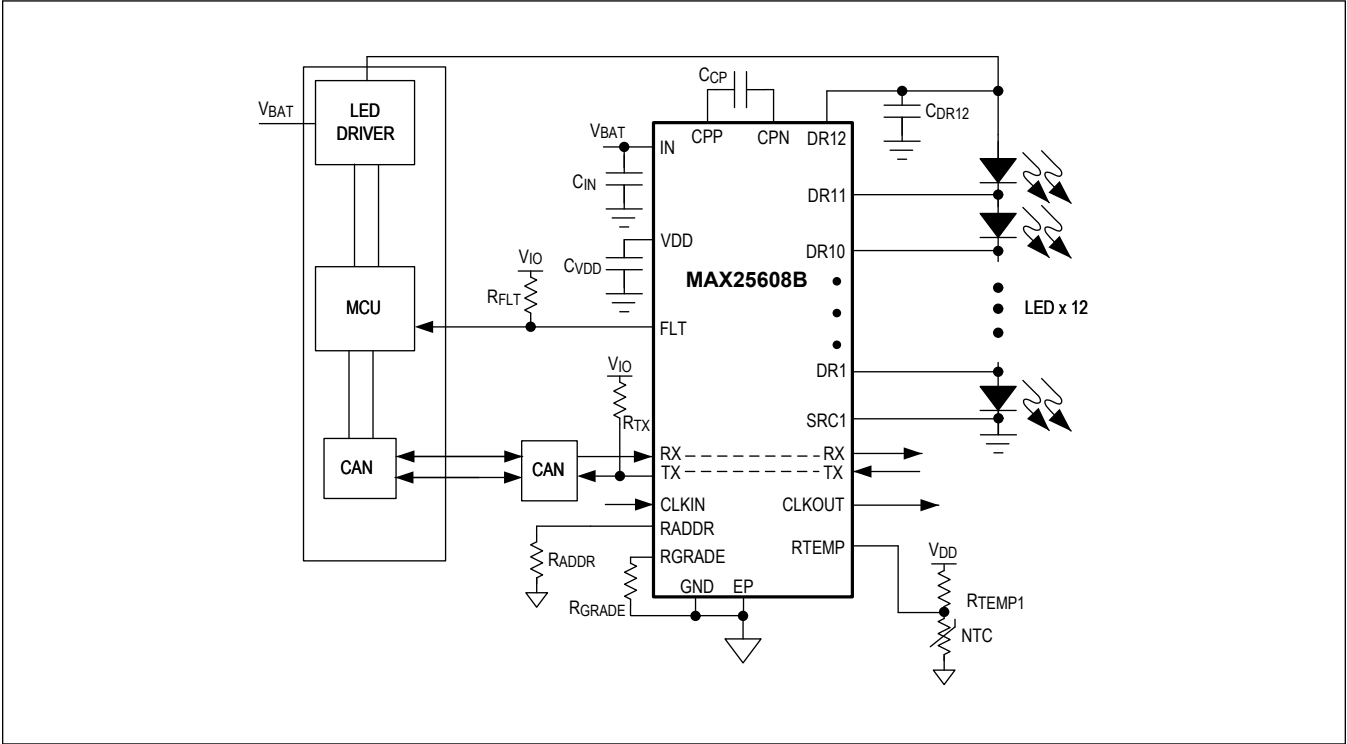 VBAT
LED
DRIVER
MCU
CAN
CAN
VIO
RFLT
VIO
RTX
RADDR
RGRADE
VBAT
CIN
CVDD
CCP
CPP
CPN
DR12
IN
VDD
FLT
RX
TX
CLKIN
RADDR
RGRADE
GND
EP
MAX25608B
DR11
DR10
DR1
SRC1
RX
TX
CLKOUT
RTEMP
CDR12
LED x 12
VDD
RTEMP1
NTC